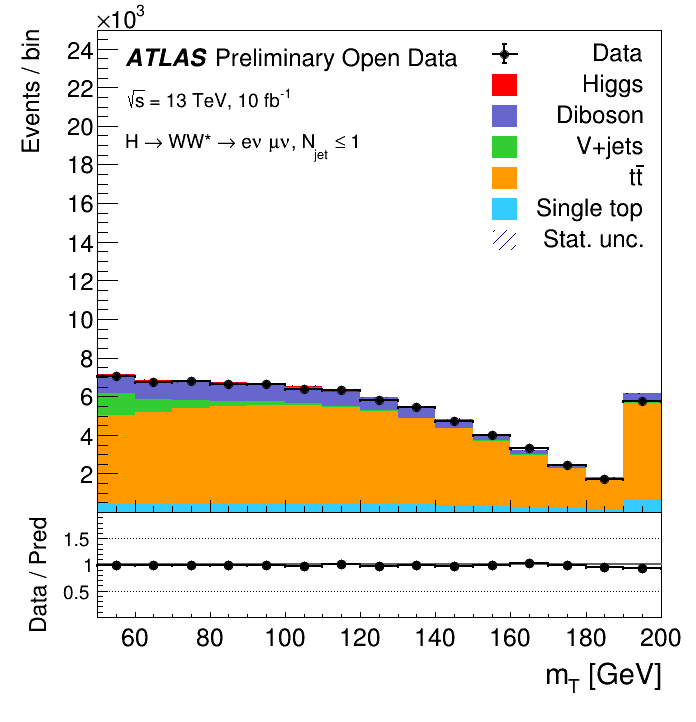 ×10³
Events / bin
24
22
20
18
16
14
12
10
8
6
4
2
ATLAS Preliminary Open Data
√s = 13 TeV, 10 fb⁻¹
H → WW* → eν μν, N_jet ≤ 1
Data
Higgs
Diboson
V+jets
tt̄
Single top
Stat. unc.
Data / Pred
1.5
1
0.5
60 80 100 120 140 160 180 200
m_T [GeV]